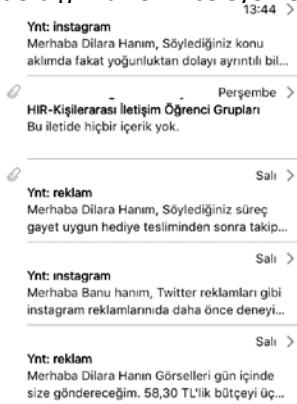 13:44
Ynt: instagram
Merhaba Dilara Hanım, Söylediğiniz konu
aklımda fakat yoğunluktan dolayı ayrıntılı bil...
Perşembe
HIR-Kişilerarası İletişim Öğrenci Grupları
Bu iletide hiçbir içerik yok.
Salı
Ynt: reklam
Merhaba Dilara Hanım, Söylediğiniz süreç
gayet uygun hediye tesliminden sonra takip...
Salı
Ynt: ınstagram
Merhaba Banu hanım, Twitter reklamları gibi
instagram reklamlarınıda daha önce deneyi...
Salı
Ynt: reklam
Merhaba Dilara Hanın Görselleri gün içinde
size göndereceğim. 58,30 TL'lik bütçeyi üç...